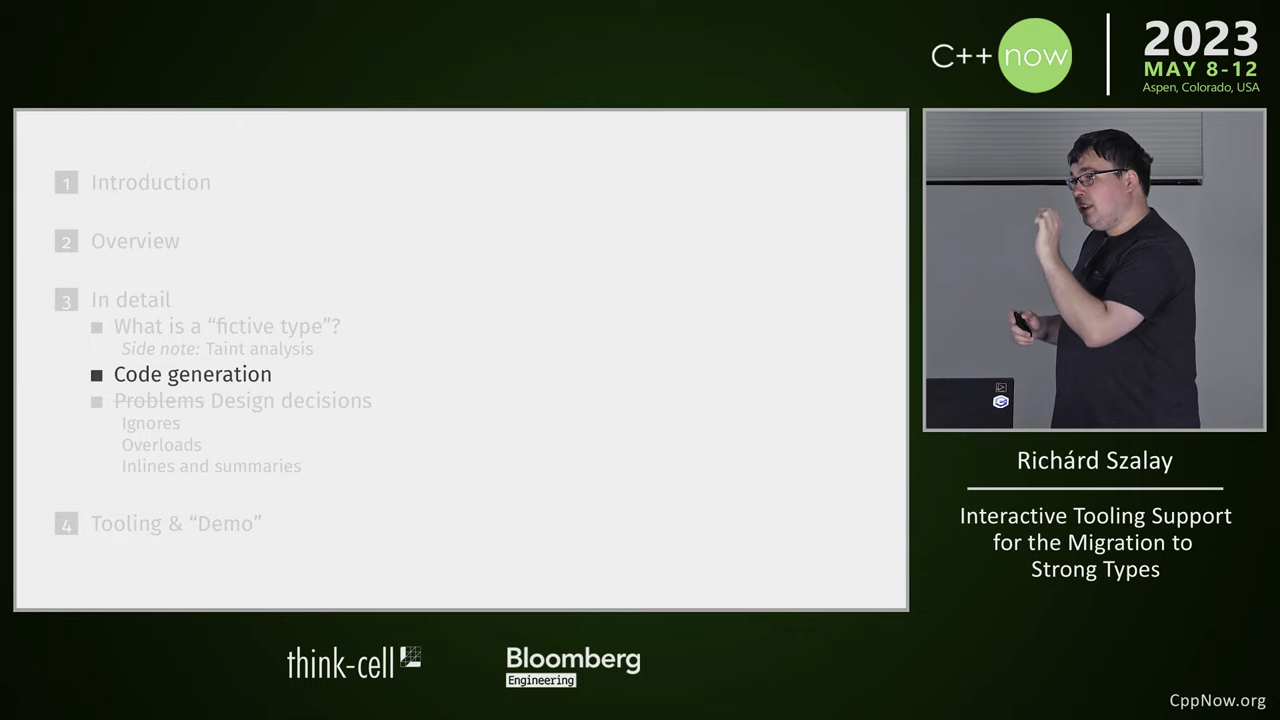 C++ now
2023
MAY 8-12
Aspen, Colorado, USA
1 Introduction
2 Overview
3 In detail
What is a “fictive type”?
Side note: Taint analysis
Code generation
Problems Design decisions
Ignores
Overloads
Inlines and summaries
4 Tooling & “Demo”
Richárd Szalay
Interactive Tooling Support
for the Migration to
Strong Types
think-cell
Bloomberg
Engineering
CppNow.org